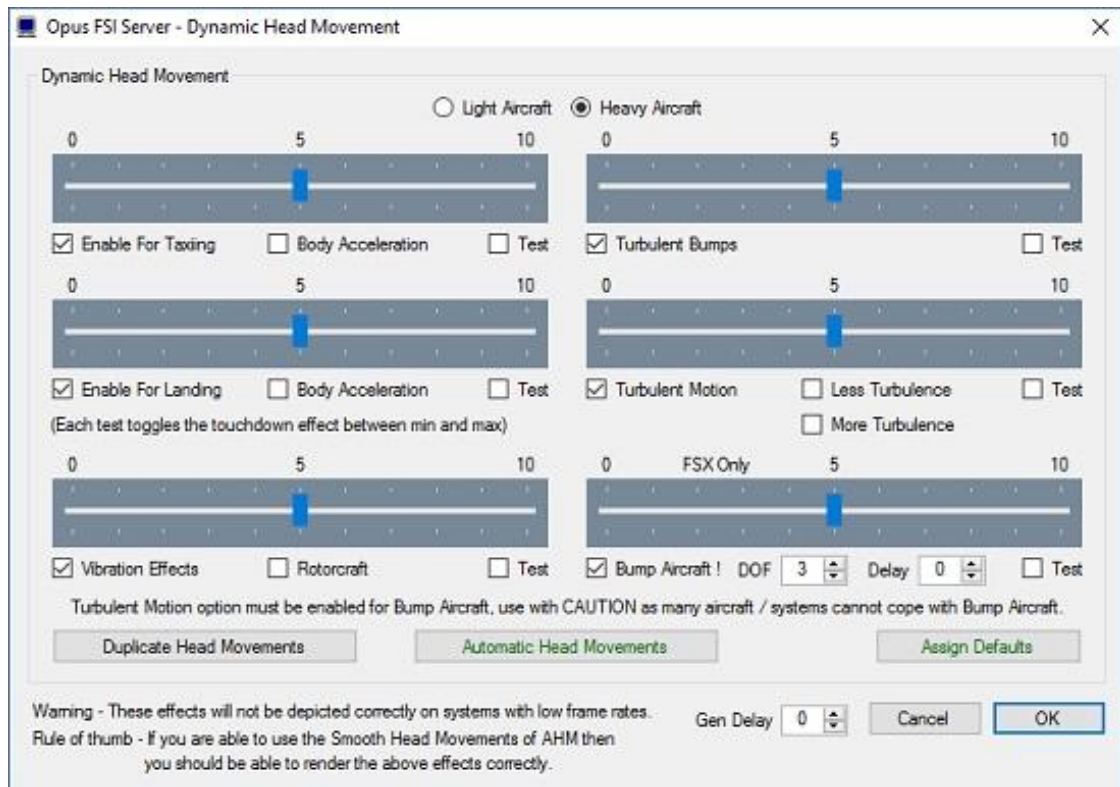 Opus FSI Server - Dynamic Head Movement
Dynamic Head Movement
Light Aircraft Heavy Aircraft
0 5 10 0 5 10
Enable For Taxiing Body Acceleration Test Turbulent Bumps Test
0 5 10 0 5 10
Enable For Landing Body Acceleration Test Turbulent Motion Less Turbulence Test
(Each test toggles the touchdown effect between min and max) More Turbulence
0 5 10 0 FSX Only 5 10
Vibration Effects Rotorcraft Test Bump Aircraft ! DOF 3 Delay 0 Test
Turbulent Motion option must be enabled for Bump Aircraft, use with CAUTION as many aircraft / systems cannot cope with Bump Aircraft.
Duplicate Head Movements Automatic Head Movements Assign Defaults
Warning - These effects will not be depicted correctly on systems with low frame rates. Gen Delay 0 Cancel OK
Rule of thumb - If you are able to use the Smooth Head Movements of AHM then
you should be able to render the above effects correctly.